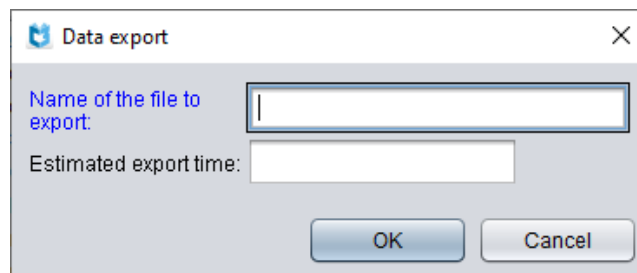 Data export
Name of the file to
export:
Estimated export time:
OK
Cancel